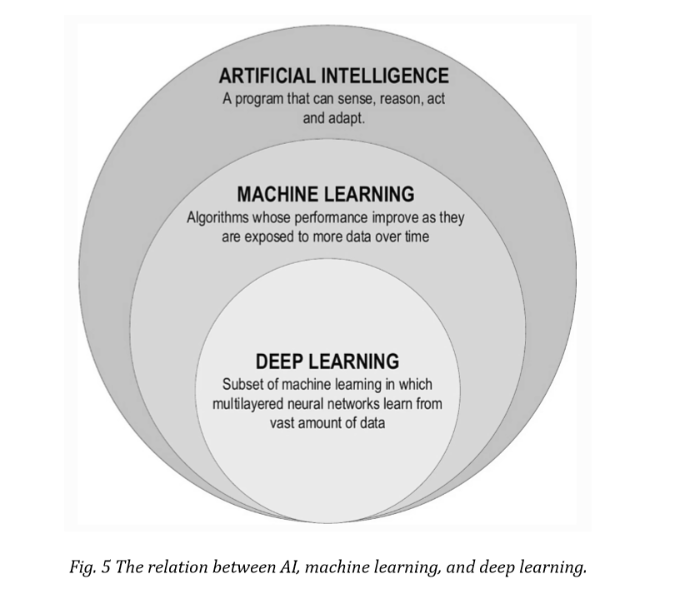 ARTIFICIAL INTELLIGENCE
A program that can sense, reason, act
and adapt.
MACHINE LEARNING
Algorithms whose performance improve as they
are exposed to more data over time
DEEP LEARNING
Subset of machine learning in which
multilayered neural networks learn from
vast amount of data
Fig. 5 The relation between AI, machine learning, and deep learning.